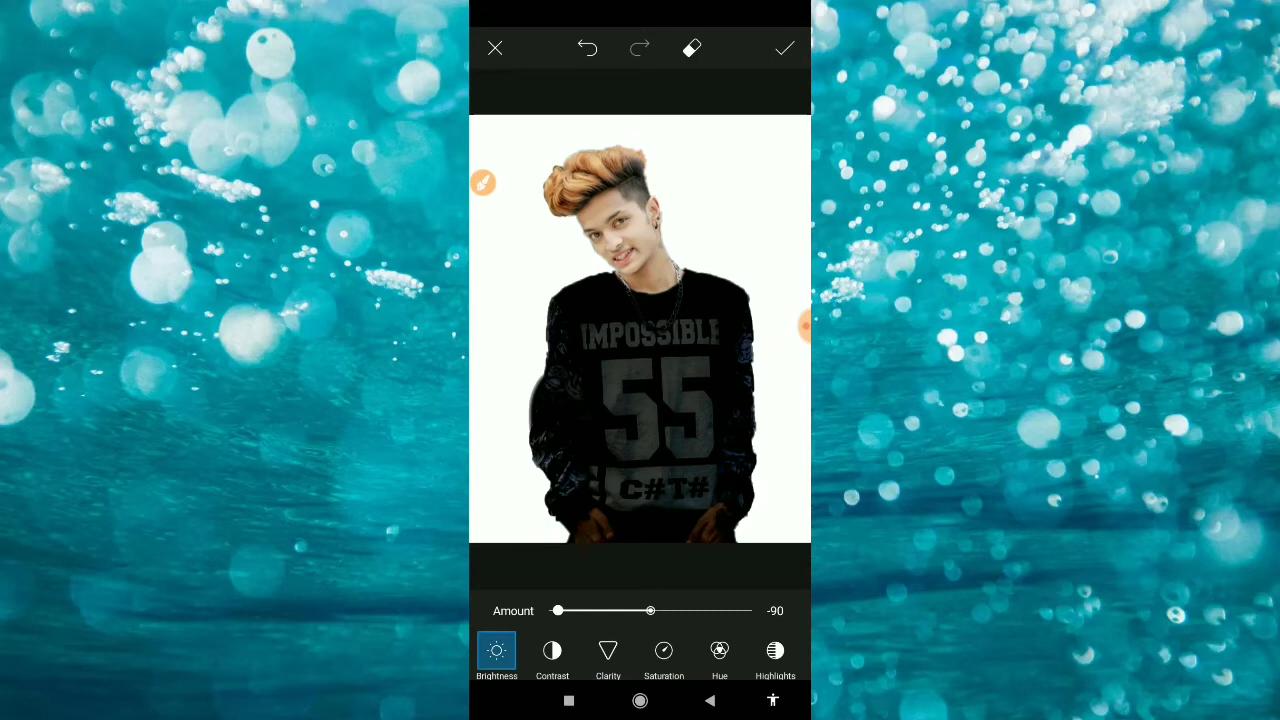 IMPOSSIBLE
55
C#T#
Amount -90
Brightness Contrast Clarity Saturation Hue Highlights